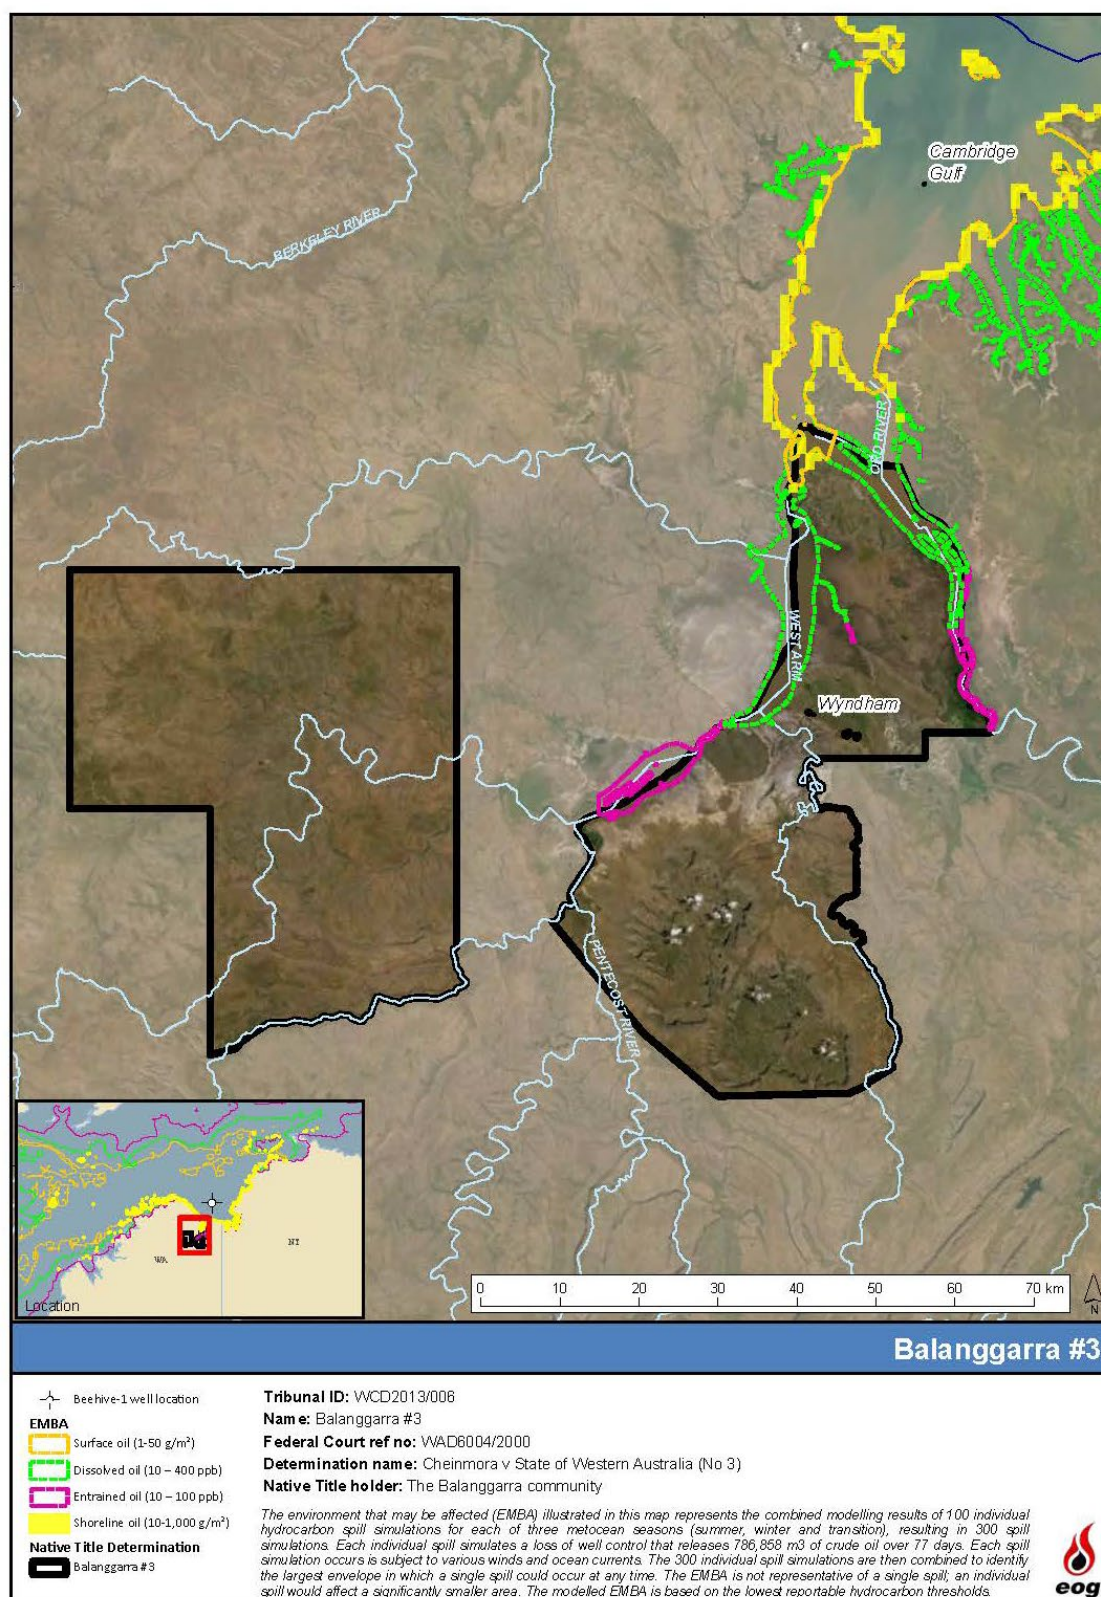 Cambridge
Gulf
BERKELEY RIVER
ORD RIVER
WEST ARM
Wyndham
PENTECOST RIVER
WA
NT
Location
0 10 20 30 40 50 60 70 km
N
Balanggarra #3
Beehive-1 well location
EMBA
Surface oil (1-50 g/m²)
Dissolved oil (10 – 400 ppb)
Entrained oil (10 – 100 ppb)
Shoreline oil (10-1,000 g/m²)
Native Title Determination
Balanggarra #3
Tribunal ID: WCD2013/006
Name: Balanggarra #3
Federal Court ref no: WAD6004/2000
Determination name: Cheinmora v State of Western Australia (No 3)
Native Title holder: The Balanggarra community
The environment that may be affected (EMBA) illustrated in this map represents the combined modelling results of 100 individual
hydrocarbon spill simulations for each of three metocean seasons (summer, winter and transition), resulting in 300 spill
simulations. Each individual spill simulates a loss of well control that releases 786,858 m3 of crude oil over 77 days. Each spill
simulation occurs is subject to various winds and ocean currents. The 300 individual spill simulations are then combined to identify
the largest envelope in which a single spill could occur at any time. The EMBA is not representative of a single spill; an individual
spill would affect a significantly smaller area. The modelled EMBA is based on the lowest reportable hydrocarbon thresholds.
eog